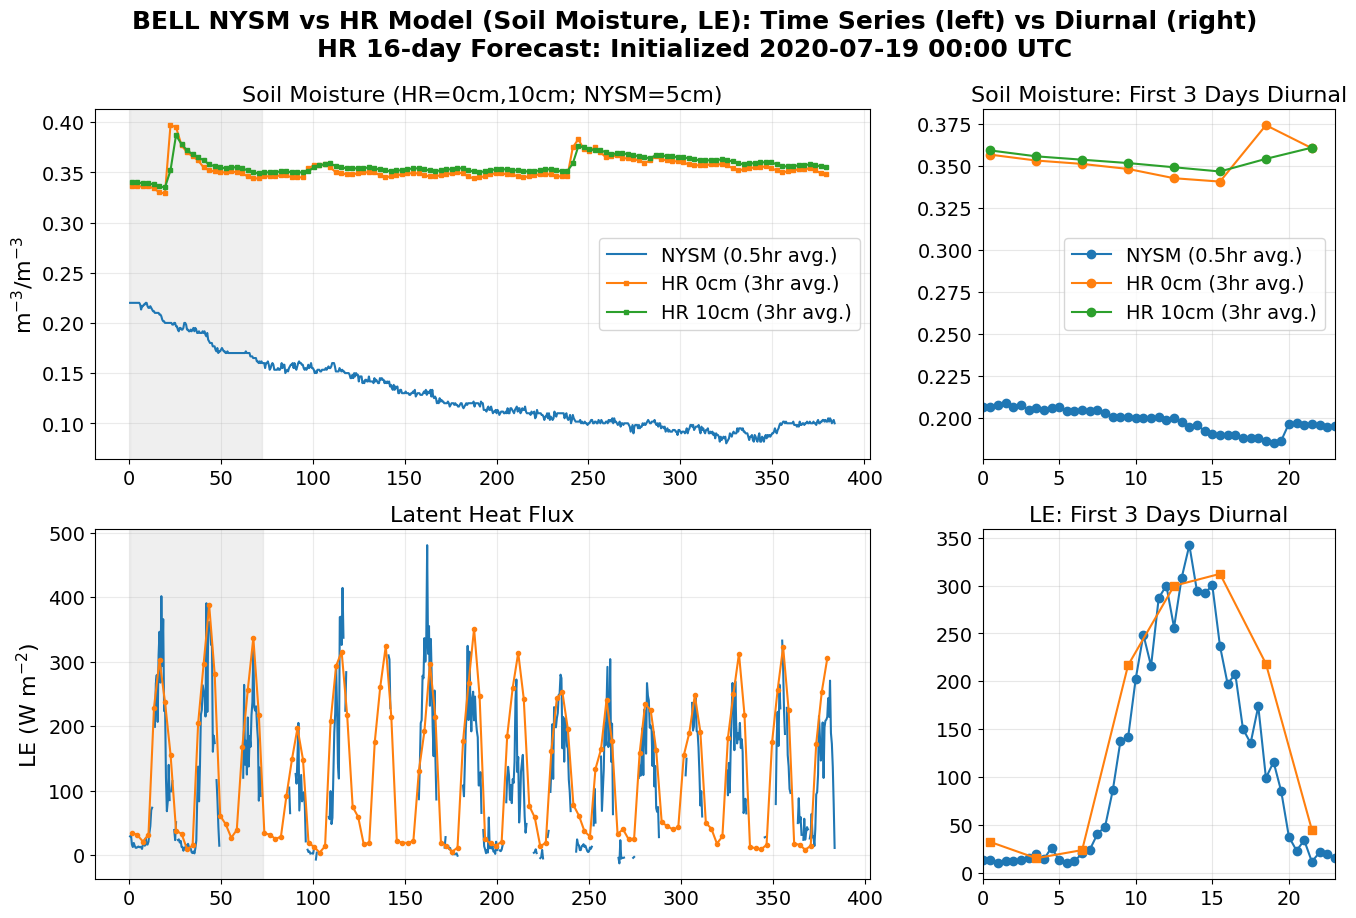 BELL NYSM vs HR Model (Soil Moisture, LE): Time Series (left) vs Diurnal (right)
HR 16-day Forecast: Initialized 2020-07-19 00:00 UTC
Soil Moisture (HR=0cm,10cm; NYSM=5cm)
m⁻³/m⁻³
0.40
0.35
0.30
0.25
0.20
0.15
0.10
NYSM (0.5hr avg.)
HR 0cm (3hr avg.)
HR 10cm (3hr avg.)
0 50 100 150 200 250 300 350 400
Soil Moisture: First 3 Days Diurnal
0.375
0.350
0.325
0.300
0.275
0.250
0.225
0.200
NYSM (0.5hr avg.)
HR 0cm (3hr avg.)
HR 10cm (3hr avg.)
0 5 10 15 20
Latent Heat Flux
LE (W m⁻²)
500
400
300
200
100
0
0 50 100 150 200 250 300 350 400
LE: First 3 Days Diurnal
350
300
250
200
150
100
50
0
0 5 10 15 20